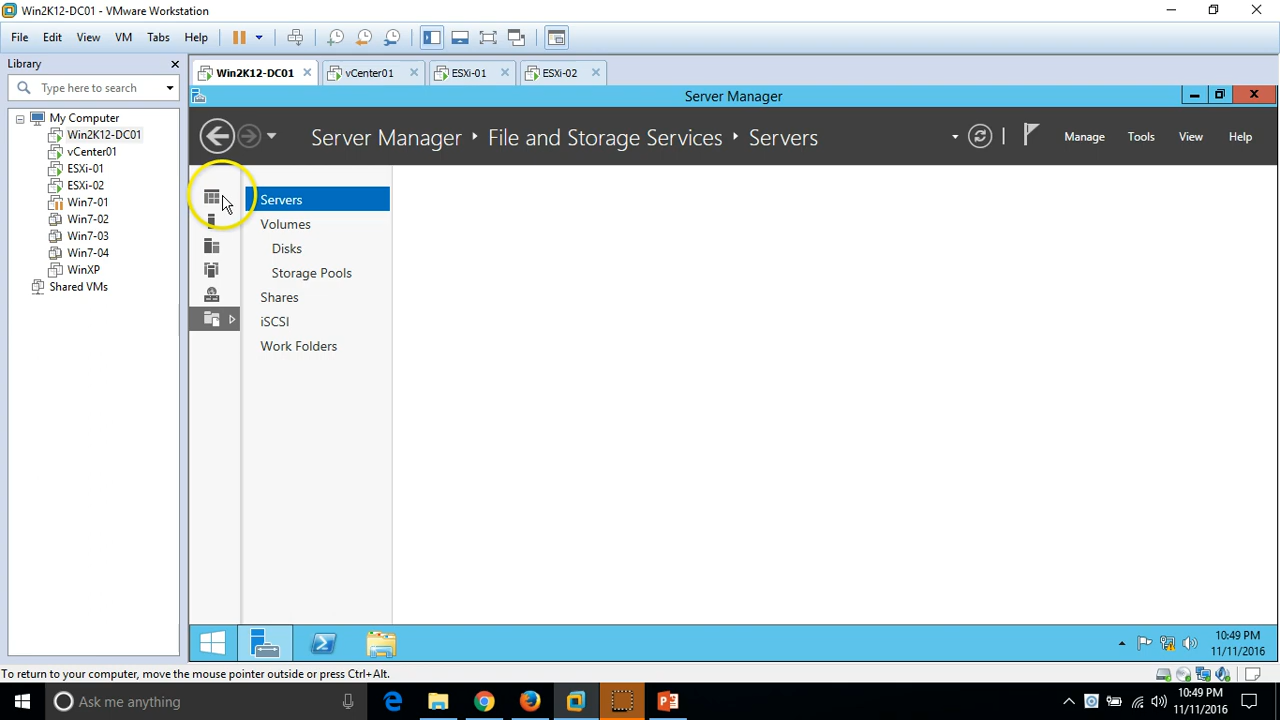 Win2K12-DC01 - VMware Workstation
File Edit View VM Tabs Help
Library
Type here to search
My Computer
Win2K12-DC01
vCenter01
ESXi-01
ESXi-02
Win7-01
Win7-02
Win7-03
Win7-04
WinXP
Shared VMs
Win2K12-DC01 vCenter01 ESXi-01 ESXi-02
Server Manager
Server Manager File and Storage Services Servers
Manage Tools View Help
Servers
Volumes
Disks
Storage Pools
Shares
iSCSI
Work Folders
10:49 PM
11/11/2016
To return to your computer, move the mouse pointer outside or press Ctrl+Alt.
Ask me anything
10:49 PM
11/11/2016